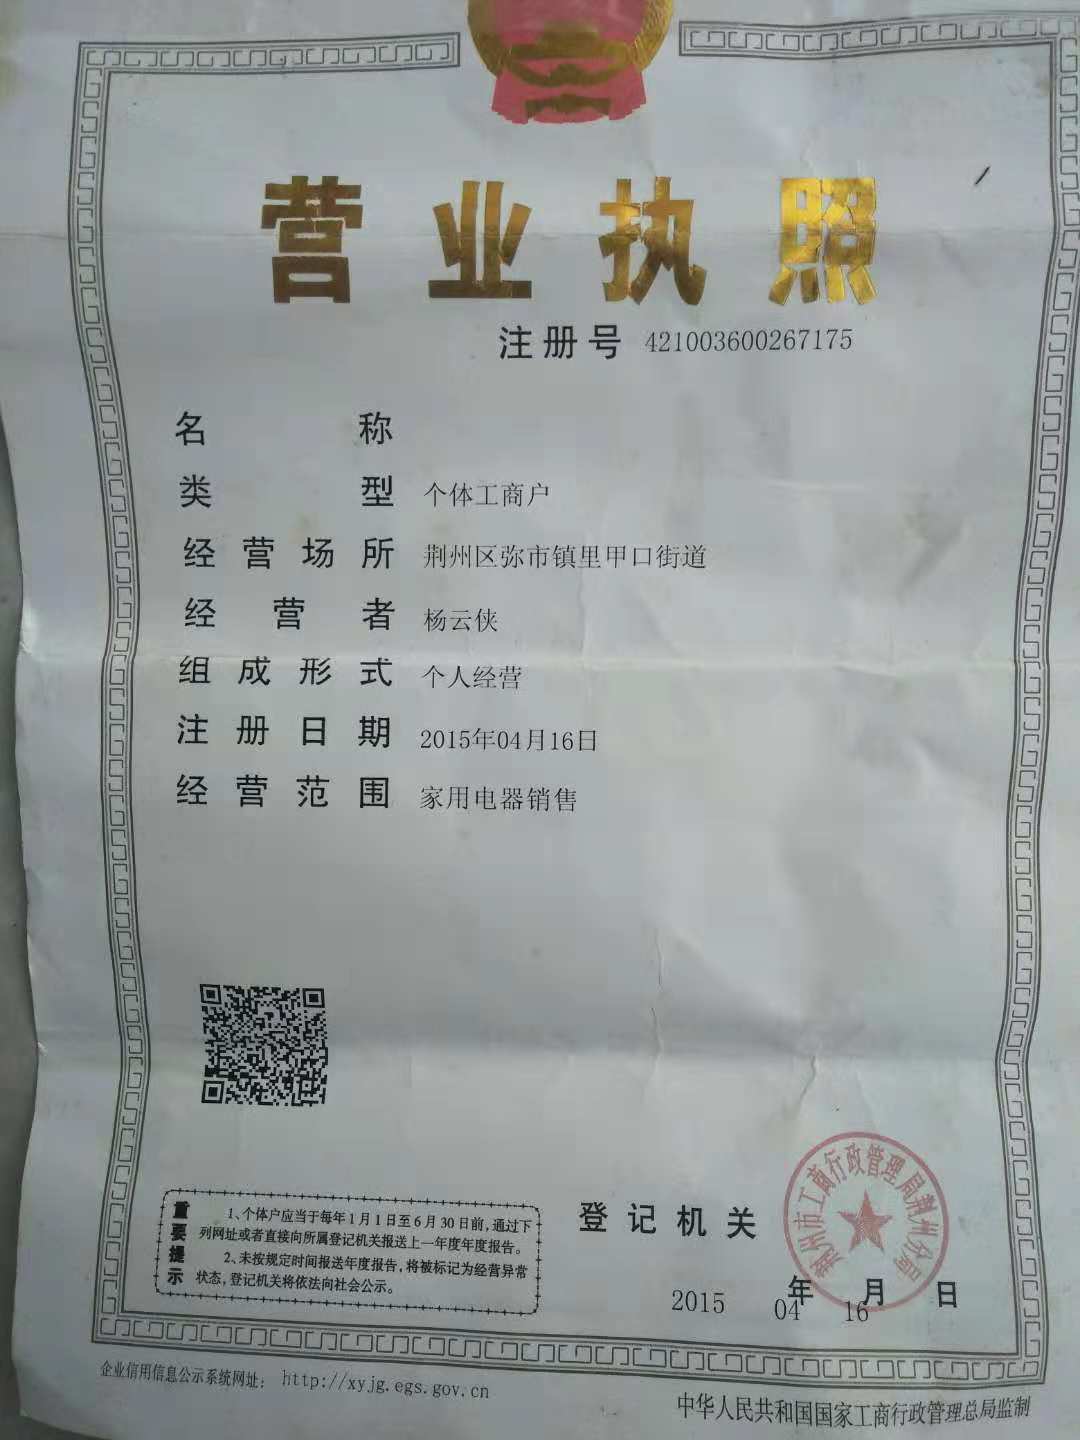 营业执照
注册号 421003600267175
名称
类型 个体工商户
经营场所 荆州区弥市镇里甲口街道
经营者 杨云侠
组成形式 个人经营
注册日期 2015年04月16日
经营范围 家用电器销售
重要提示
1、个体户应当于每年1月1日至6月30日前,通过下
列网址或者直接向所属登记机关报送上一年度年度报告。
2、未按规定时间报送年度报告,将被标记为经营异常
状态,登记机关将依法向社会公示。
登记机关
荆州市工商行政管理局荆州分局
2015年04月16日
企业信用信息公示系统网址: http://xyjg.egs.gov.cn
中华人民共和国国家工商行政管理总局监制